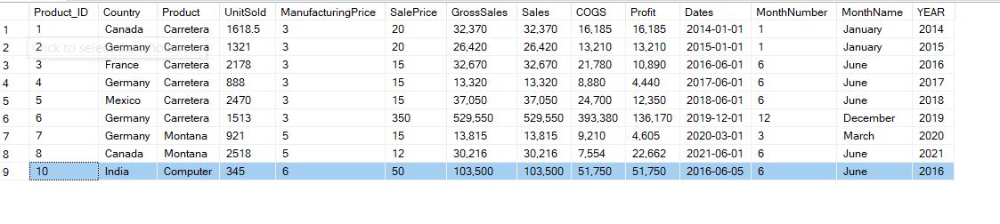 Product_ID Country Product UnitSold ManufacturingPrice SalePrice GrossSales Sales COGS Profit Dates MonthNumber MonthName YEAR
1 1 Canada Carretera 1618.5 3 20 32,370 32,370 16,185 16,185 2014-01-01 1 January 2014
2 2 Germany Carretera 1321 3 20 26,420 26,420 13,210 13,210 2015-01-01 1 January 2015
3 3 France Carretera 2178 3 15 32,670 32,670 21,780 10,890 2016-06-01 6 June 2016
4 4 Germany Carretera 888 3 15 13,320 13,320 8,880 4,440 2017-06-01 6 June 2017
5 5 Mexico Carretera 2470 3 15 37,050 37,050 24,700 12,350 2018-06-01 6 June 2018
6 6 Germany Carretera 1513 3 350 529,550 529,550 393,380 136,170 2019-12-01 12 December 2019
7 7 Germany Montana 921 5 15 13,815 13,815 9,210 4,605 2020-03-01 3 March 2020
8 8 Canada Montana 2518 5 12 30,216 30,216 7,554 22,662 2021-06-01 6 June 2021
9 10 India Computer 345 6 50 103,500 103,500 51,750 51,750 2016-06-05 6 June 2016